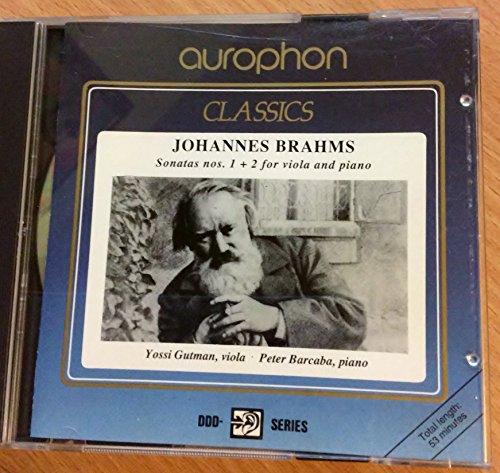 aurophon
CLASSICS
JOHANNES BRAHMS
Sonatas nos. 1 + 2 for viola and piano
Yossi Gutman, viola · Peter Barcaba, piano
DDD- SERIES
Total length:
53 minutes